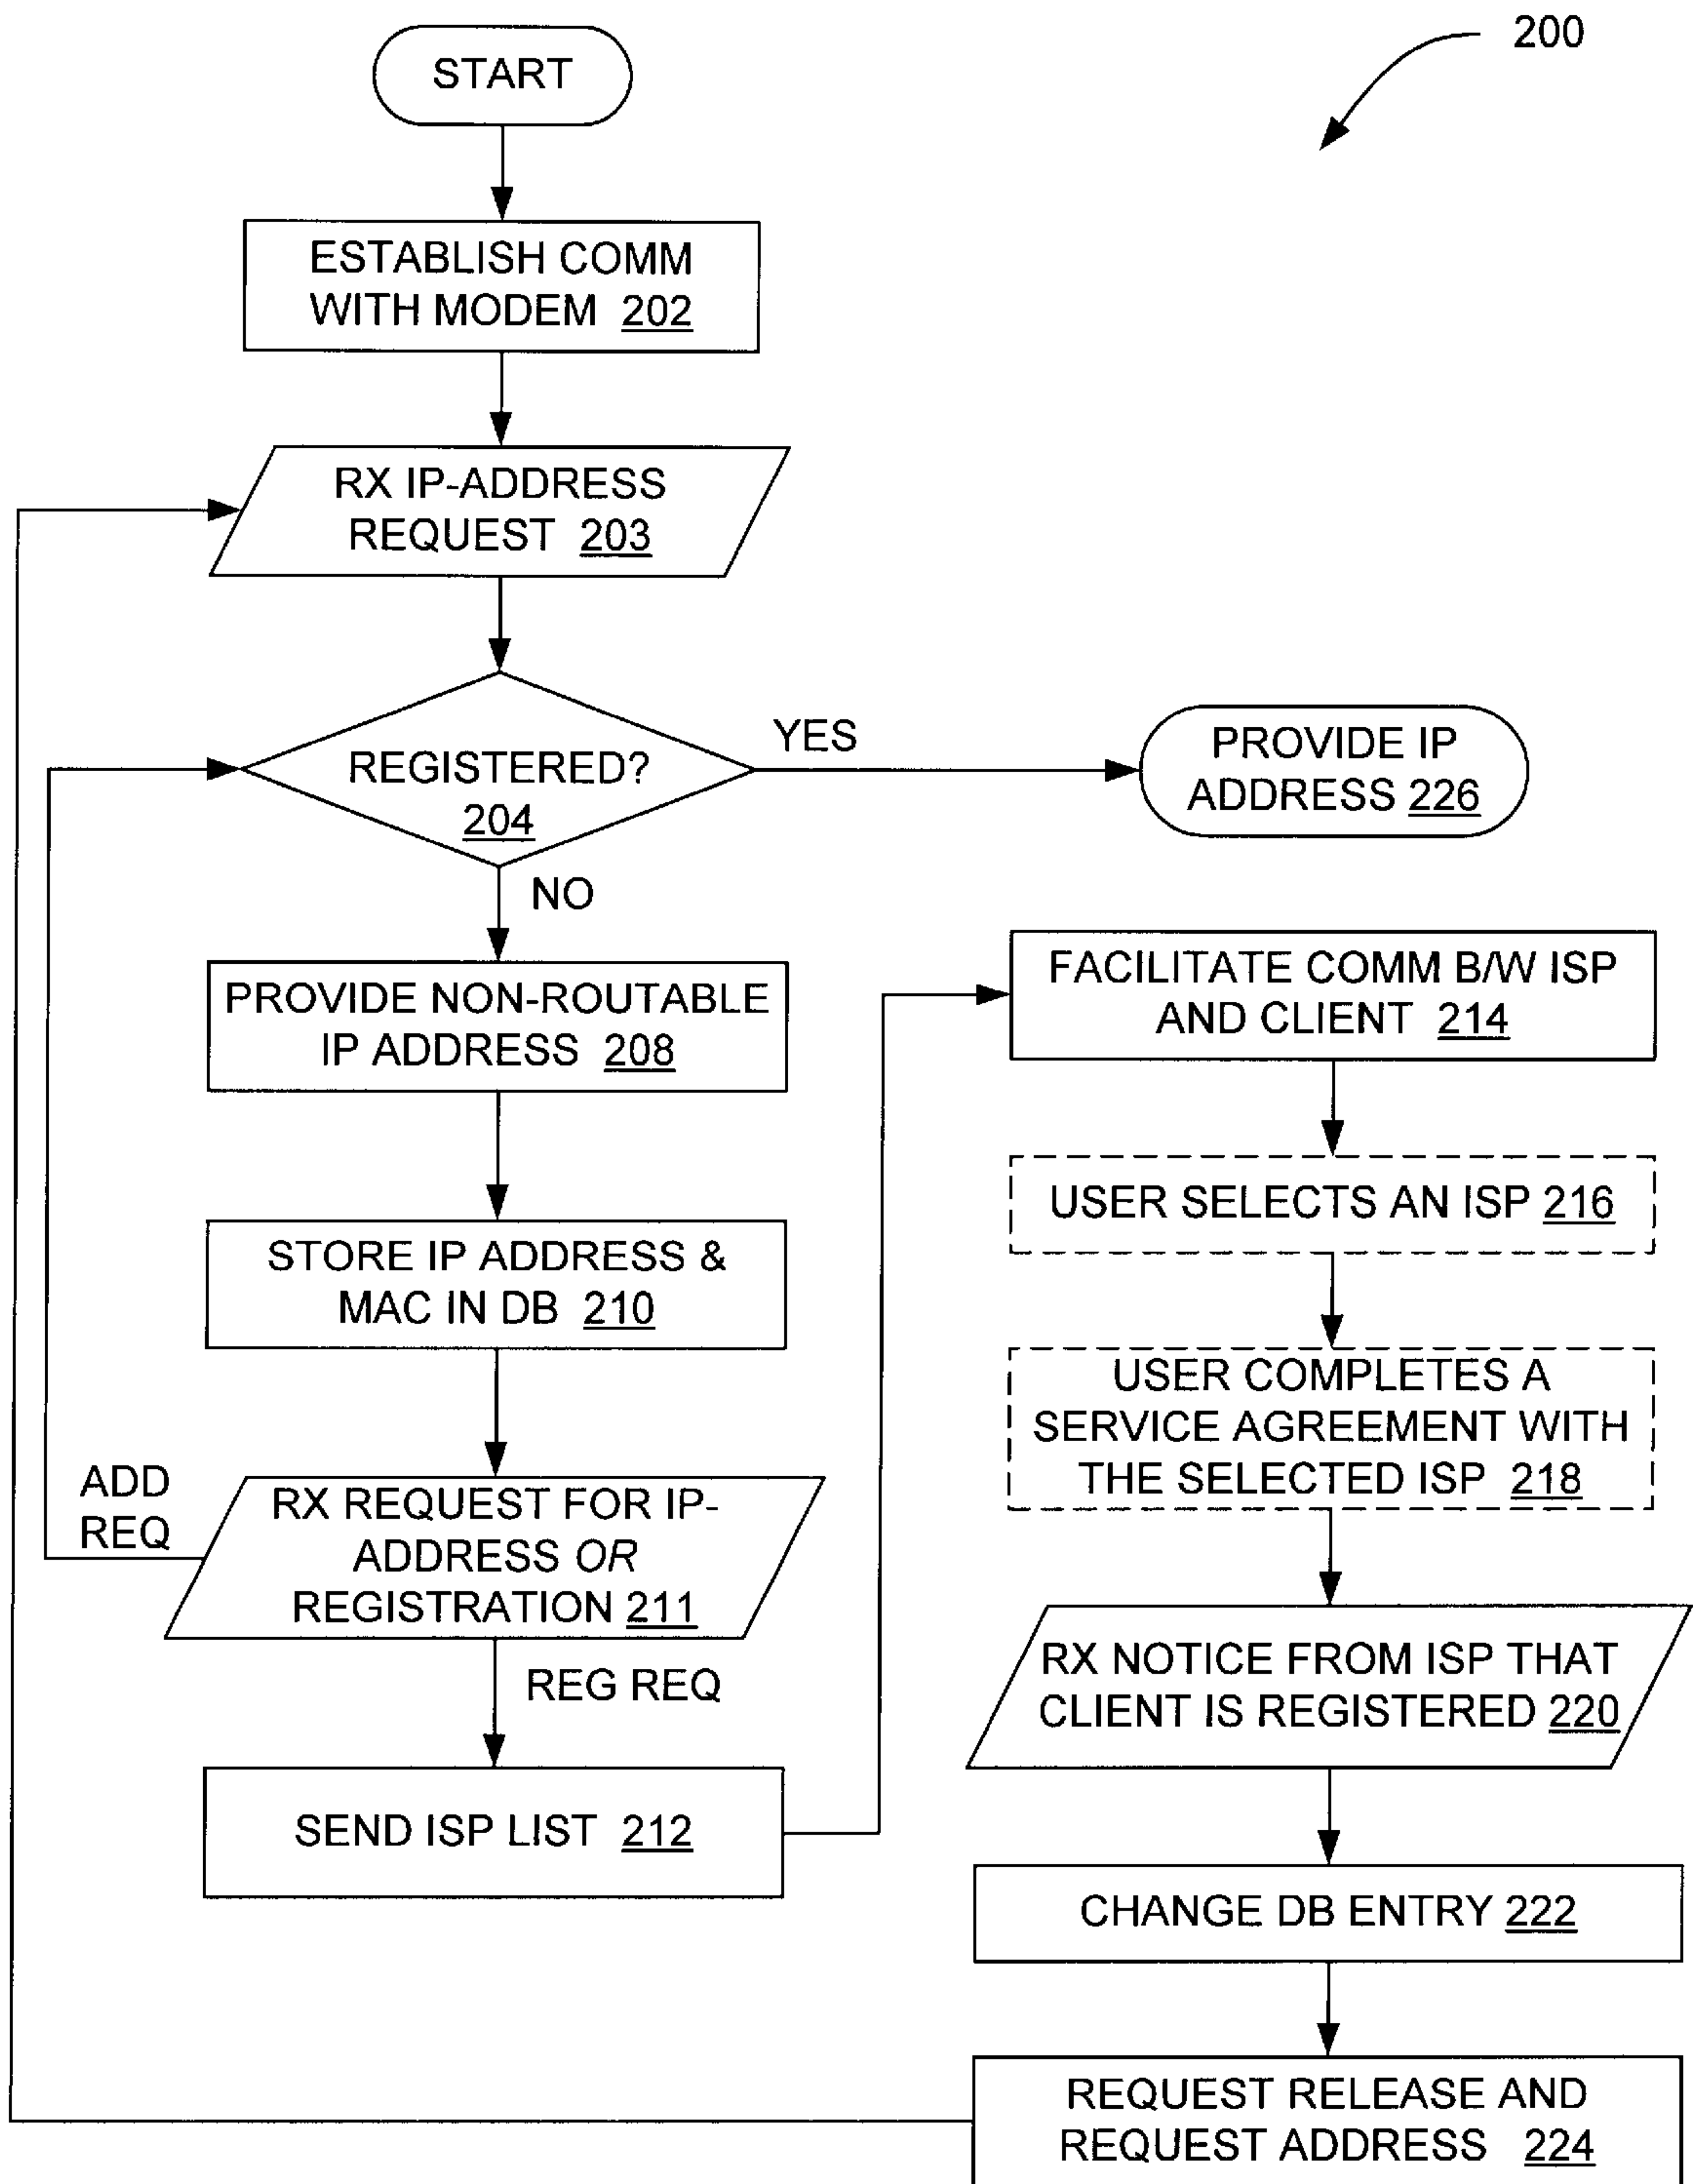 200
START
ESTABLISH COMM
WITH MODEM 202
RX IP-ADDRESS
REQUEST 203
REGISTERED?
204
YES
PROVIDE IP
ADDRESS 226
NO
PROVIDE NON-ROUTABLE
IP ADDRESS 208
STORE IP ADDRESS &
MAC IN DB 210
ADD
REQ
RX REQUEST FOR IP-
ADDRESS OR
REGISTRATION 211
REG REQ
SEND ISP LIST 212
FACILITATE COMM B/W ISP
AND CLIENT 214
USER SELECTS AN ISP 216
USER COMPLETES A
SERVICE AGREEMENT WITH
THE SELECTED ISP 218
RX NOTICE FROM ISP THAT
CLIENT IS REGISTERED 220
CHANGE DB ENTRY 222
REQUEST RELEASE AND
REQUEST ADDRESS 224